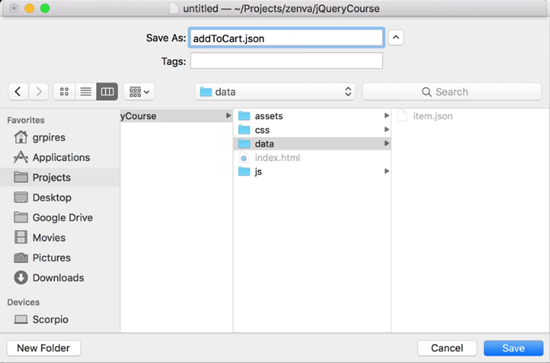 untitled — ~/Projects/zenva/jQueryCourse
Save As: addToCart.json
Tags:
data
Search
Favorites
grpires
Applications
Projects
Desktop
Google Drive
Movies
Pictures
Downloads
Devices
Scorpio
yCourse
assets
css
data
index.html
js
item.json
New Folder
Cancel
Save